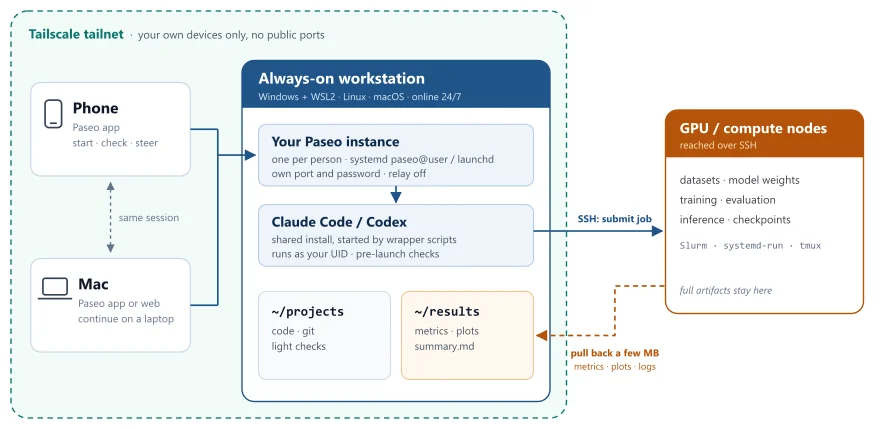 Tailscale tailnet · your own devices only, no public ports
Phone
Paseo app
start · check · steer
same session
Mac
Paseo app or web
continue on a laptop
Always-on workstation
Windows + WSL2 · Linux · macOS · online 24/7
Your Paseo instance
one per person · systemd paseo@user / launchd
own port and password · relay off
Claude Code / Codex
shared install, started by wrapper scripts
runs as your UID · pre-launch checks
~/projects
code · git
light checks
~/results
metrics · plots
summary.md
SSH: submit job
pull back a few MB
metrics · plots · logs
GPU / compute nodes
reached over SSH
datasets · model weights
training · evaluation
inference · checkpoints
Slurm · systemd-run · tmux
full artifacts stay here